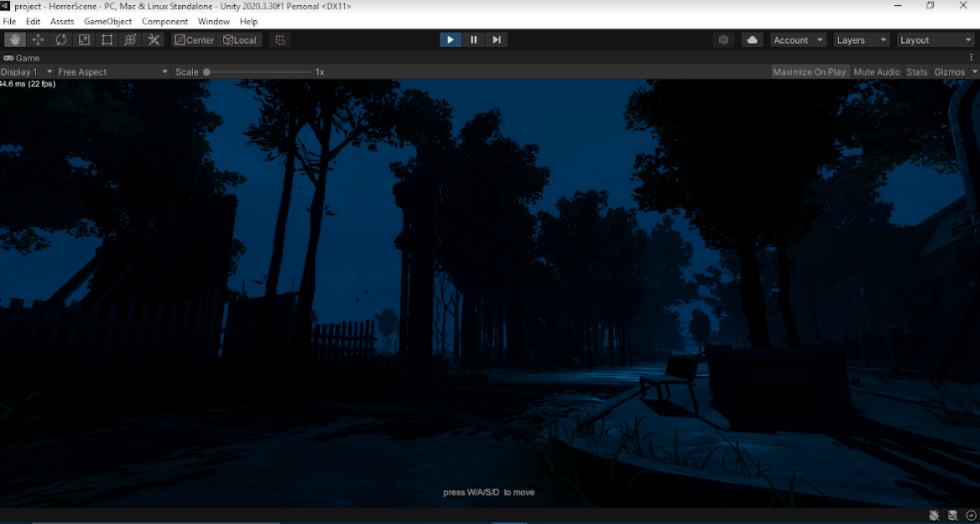 project - HorrorScene - PC, Mac & Linux Standalone - Unity 2020.3.30f1 Personal <DX11>
File Edit Assets GameObject Component Window Help
Center Local Account Layers Layout
Game
Display 1 Free Aspect Scale 1x Maximize On Play Mute Audio Stats Gizmos
44.6 ms (22 fps)
press W/A/S/D to move